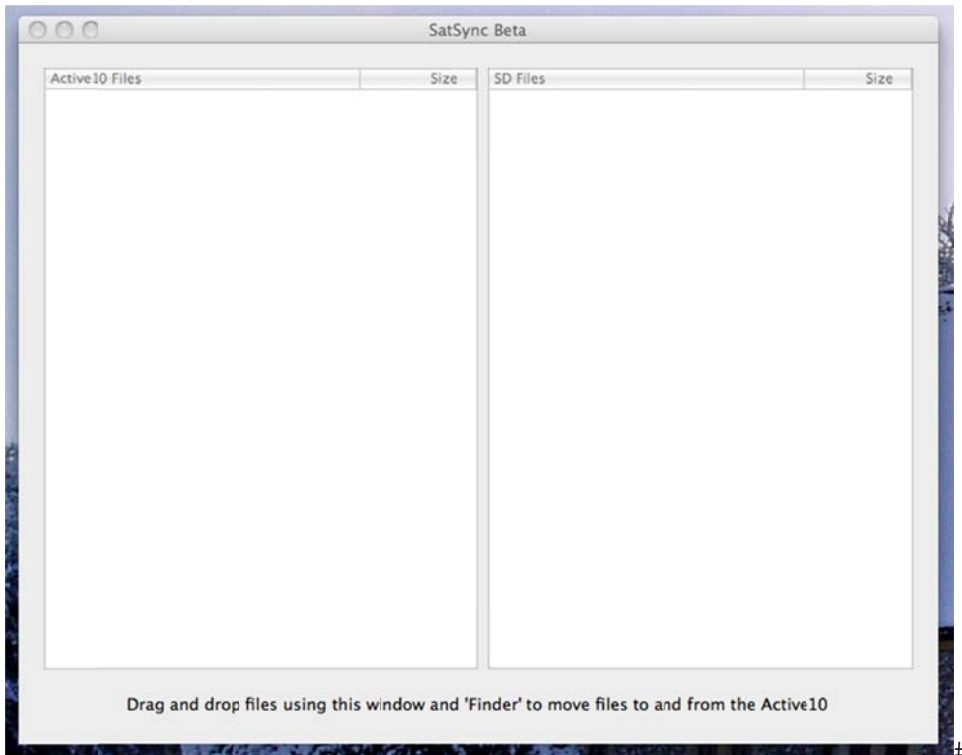 SatSync Beta
Active10 Files Size SD Files Size
Drag and drop files using this window and 'Finder' to move files to and from the Active10